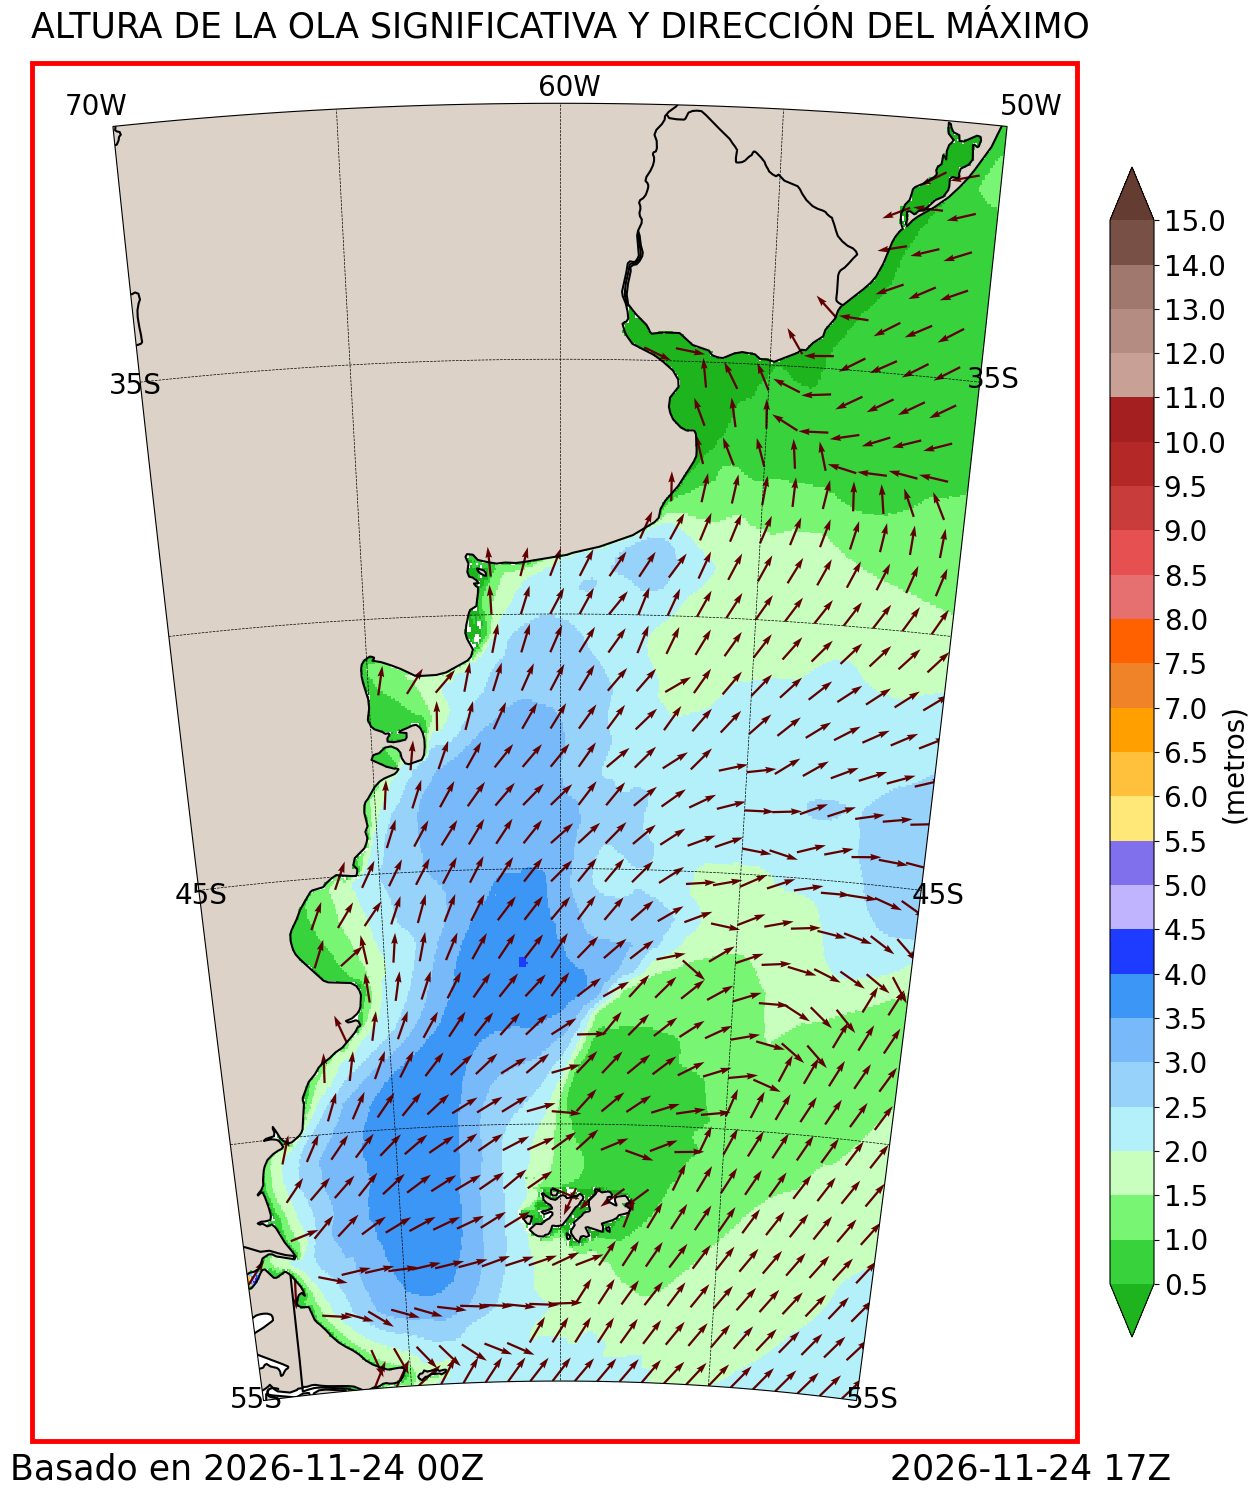 ALTURA DE LA OLA SIGNIFICATIVA Y DIRECCIÓN DEL MÁXIMO
70W
60W
50W
35S
35S
45S
45S
55S
55S
15.0
14.0
13.0
12.0
11.0
10.0
9.5
9.0
8.5
8.0
7.5
7.0
6.5
6.0
5.5
5.0
4.5
4.0
3.5
3.0
2.5
2.0
1.5
1.0
0.5
(metros)
Basado en 2026-11-24 00Z
2026-11-24 17Z